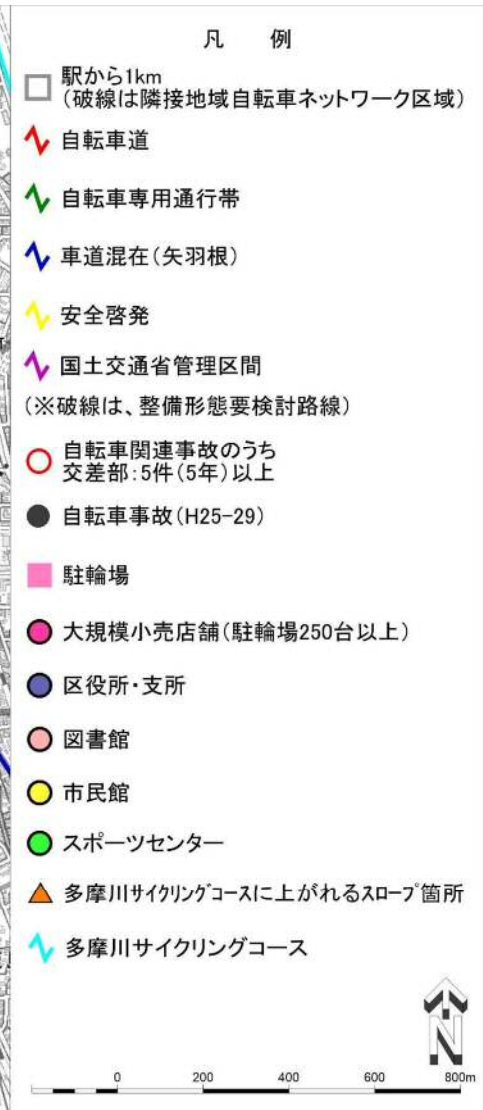 凡　例
駅から1km
（破線は隣接地域自転車ネットワーク区域）
自転車道
自転車専用通行帯
車道混在（矢羽根）
安全啓発
国土交通省管理区間
（※破線は、整備形態要検討路線）
自転車関連事故のうち
交差部：5件（5年）以上
自転車事故（H25-29）
駐輪場
大規模小売店舗（駐輪場250台以上）
区役所・支所
図書館
市民館
スポーツセンター
多摩川ｻｲｸﾘﾝｸﾞｺｰｽに上がれるｽﾛｰﾌﾟ箇所
多摩川サイクリングコース
N
0 200 400 600 800m